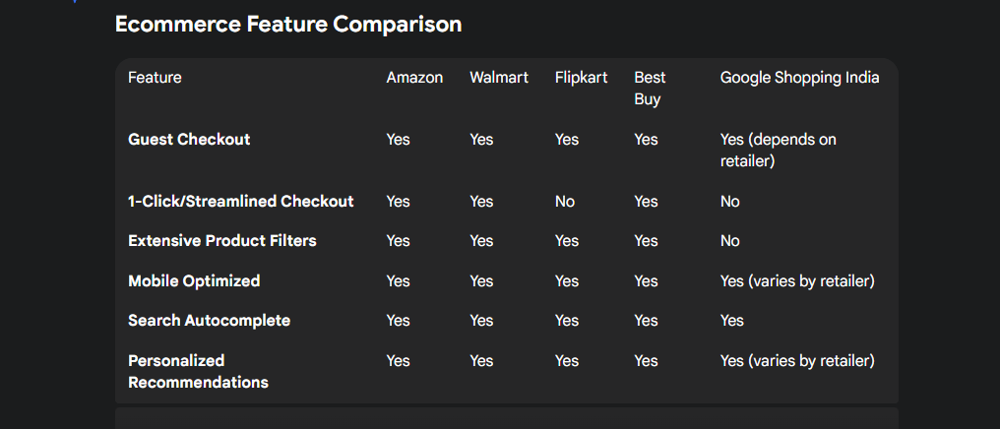 Ecommerce Feature Comparison
Feature Amazon Walmart Flipkart Best Buy Google Shopping India
Guest Checkout Yes Yes Yes Yes Yes (depends on retailer)
1-Click/Streamlined Checkout Yes Yes No Yes No
Extensive Product Filters Yes Yes Yes Yes No
Mobile Optimized Yes Yes Yes Yes Yes (varies by retailer)
Search Autocomplete Yes Yes Yes Yes Yes
Personalized Recommendations Yes Yes Yes Yes Yes (varies by retailer)